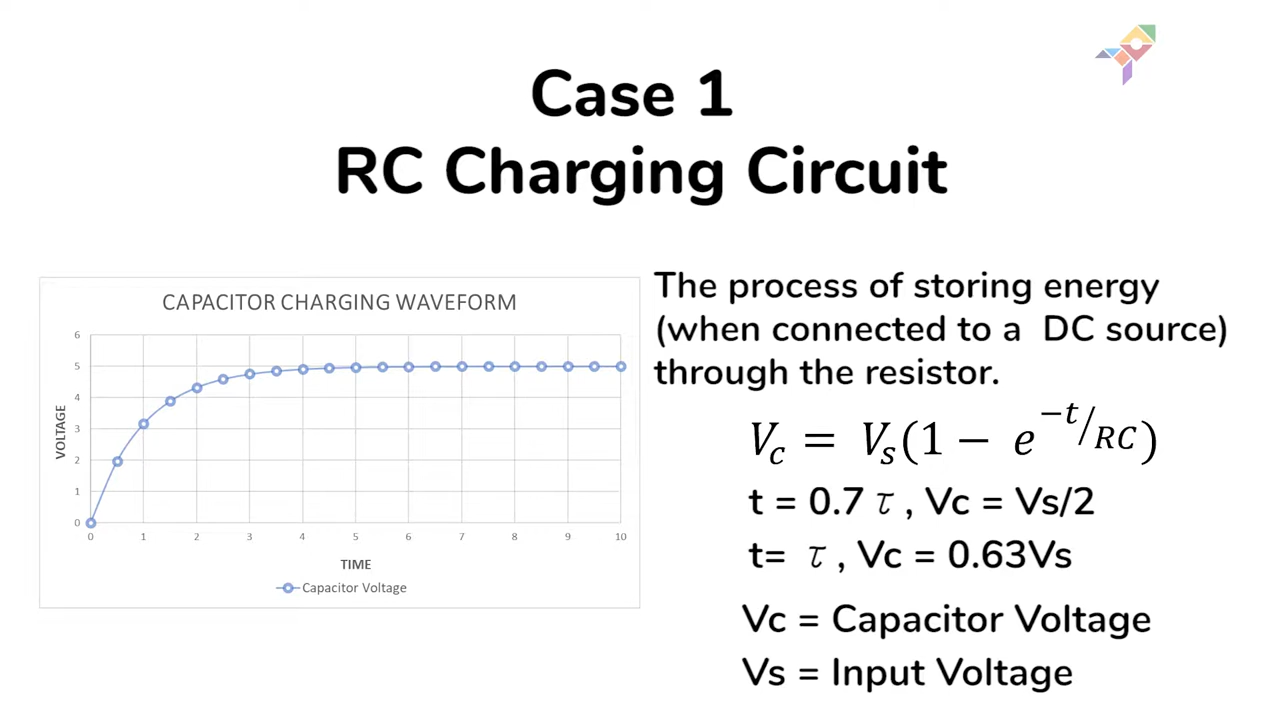 Case 1
RC Charging Circuit
CAPACITOR CHARGING WAVEFORM
6
5
4
3
2
1
0
VOLTAGE
0 1 2 3 4 5 6 7 8 9 10
TIME
Capacitor Voltage
The process of storing energy
(when connected to a DC source)
through the resistor.
V_c = V_s(1 − e^{−t/RC})
t = 0.7 τ , Vc = Vs/2
t= τ , Vc = 0.63Vs
Vc = Capacitor Voltage
Vs = Input Voltage